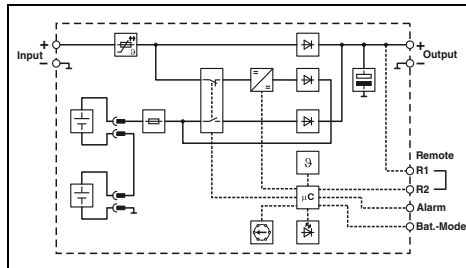 +
+
Input
Output
−
−
ϑ
=
=
ϑ
Remote
R1
R2
μC
Alarm
Bat.-Mode